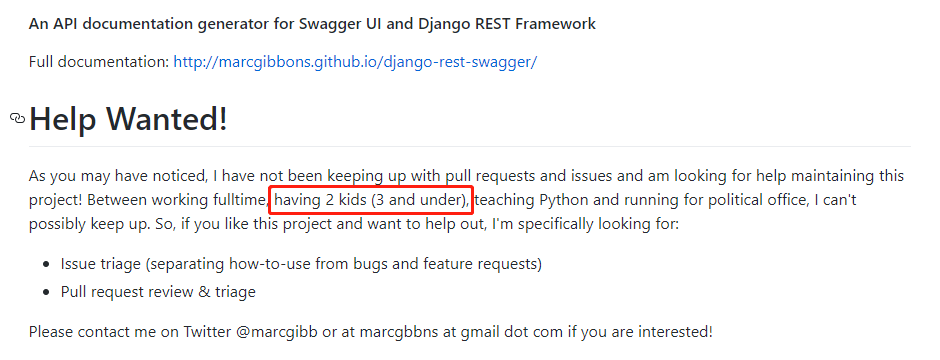 An API documentation generator for Swagger UI and Django REST Framework
Full documentation: http://marcgibbons.github.io/django-rest-swagger/
Help Wanted!
As you may have noticed, I have not been keeping up with pull requests and issues and am looking for help maintaining this
project! Between working fulltime, having 2 kids (3 and under), teaching Python and running for political office, I can't
possibly keep up. So, if you like this project and want to help out, I'm specifically looking for:
• Issue triage (separating how-to-use from bugs and feature requests)
• Pull request review & triage
Please contact me on Twitter @marcgibb or at marcgbbns at gmail dot com if you are interested!